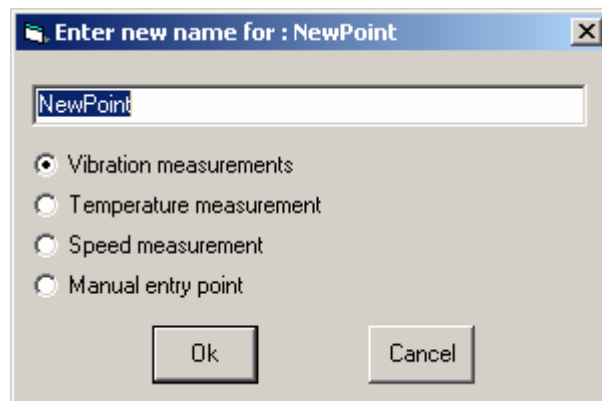 Enter new name for : NewPoint
NewPoint
Vibration measurements
Temperature measurement
Speed measurement
Manual entry point
Ok Cancel